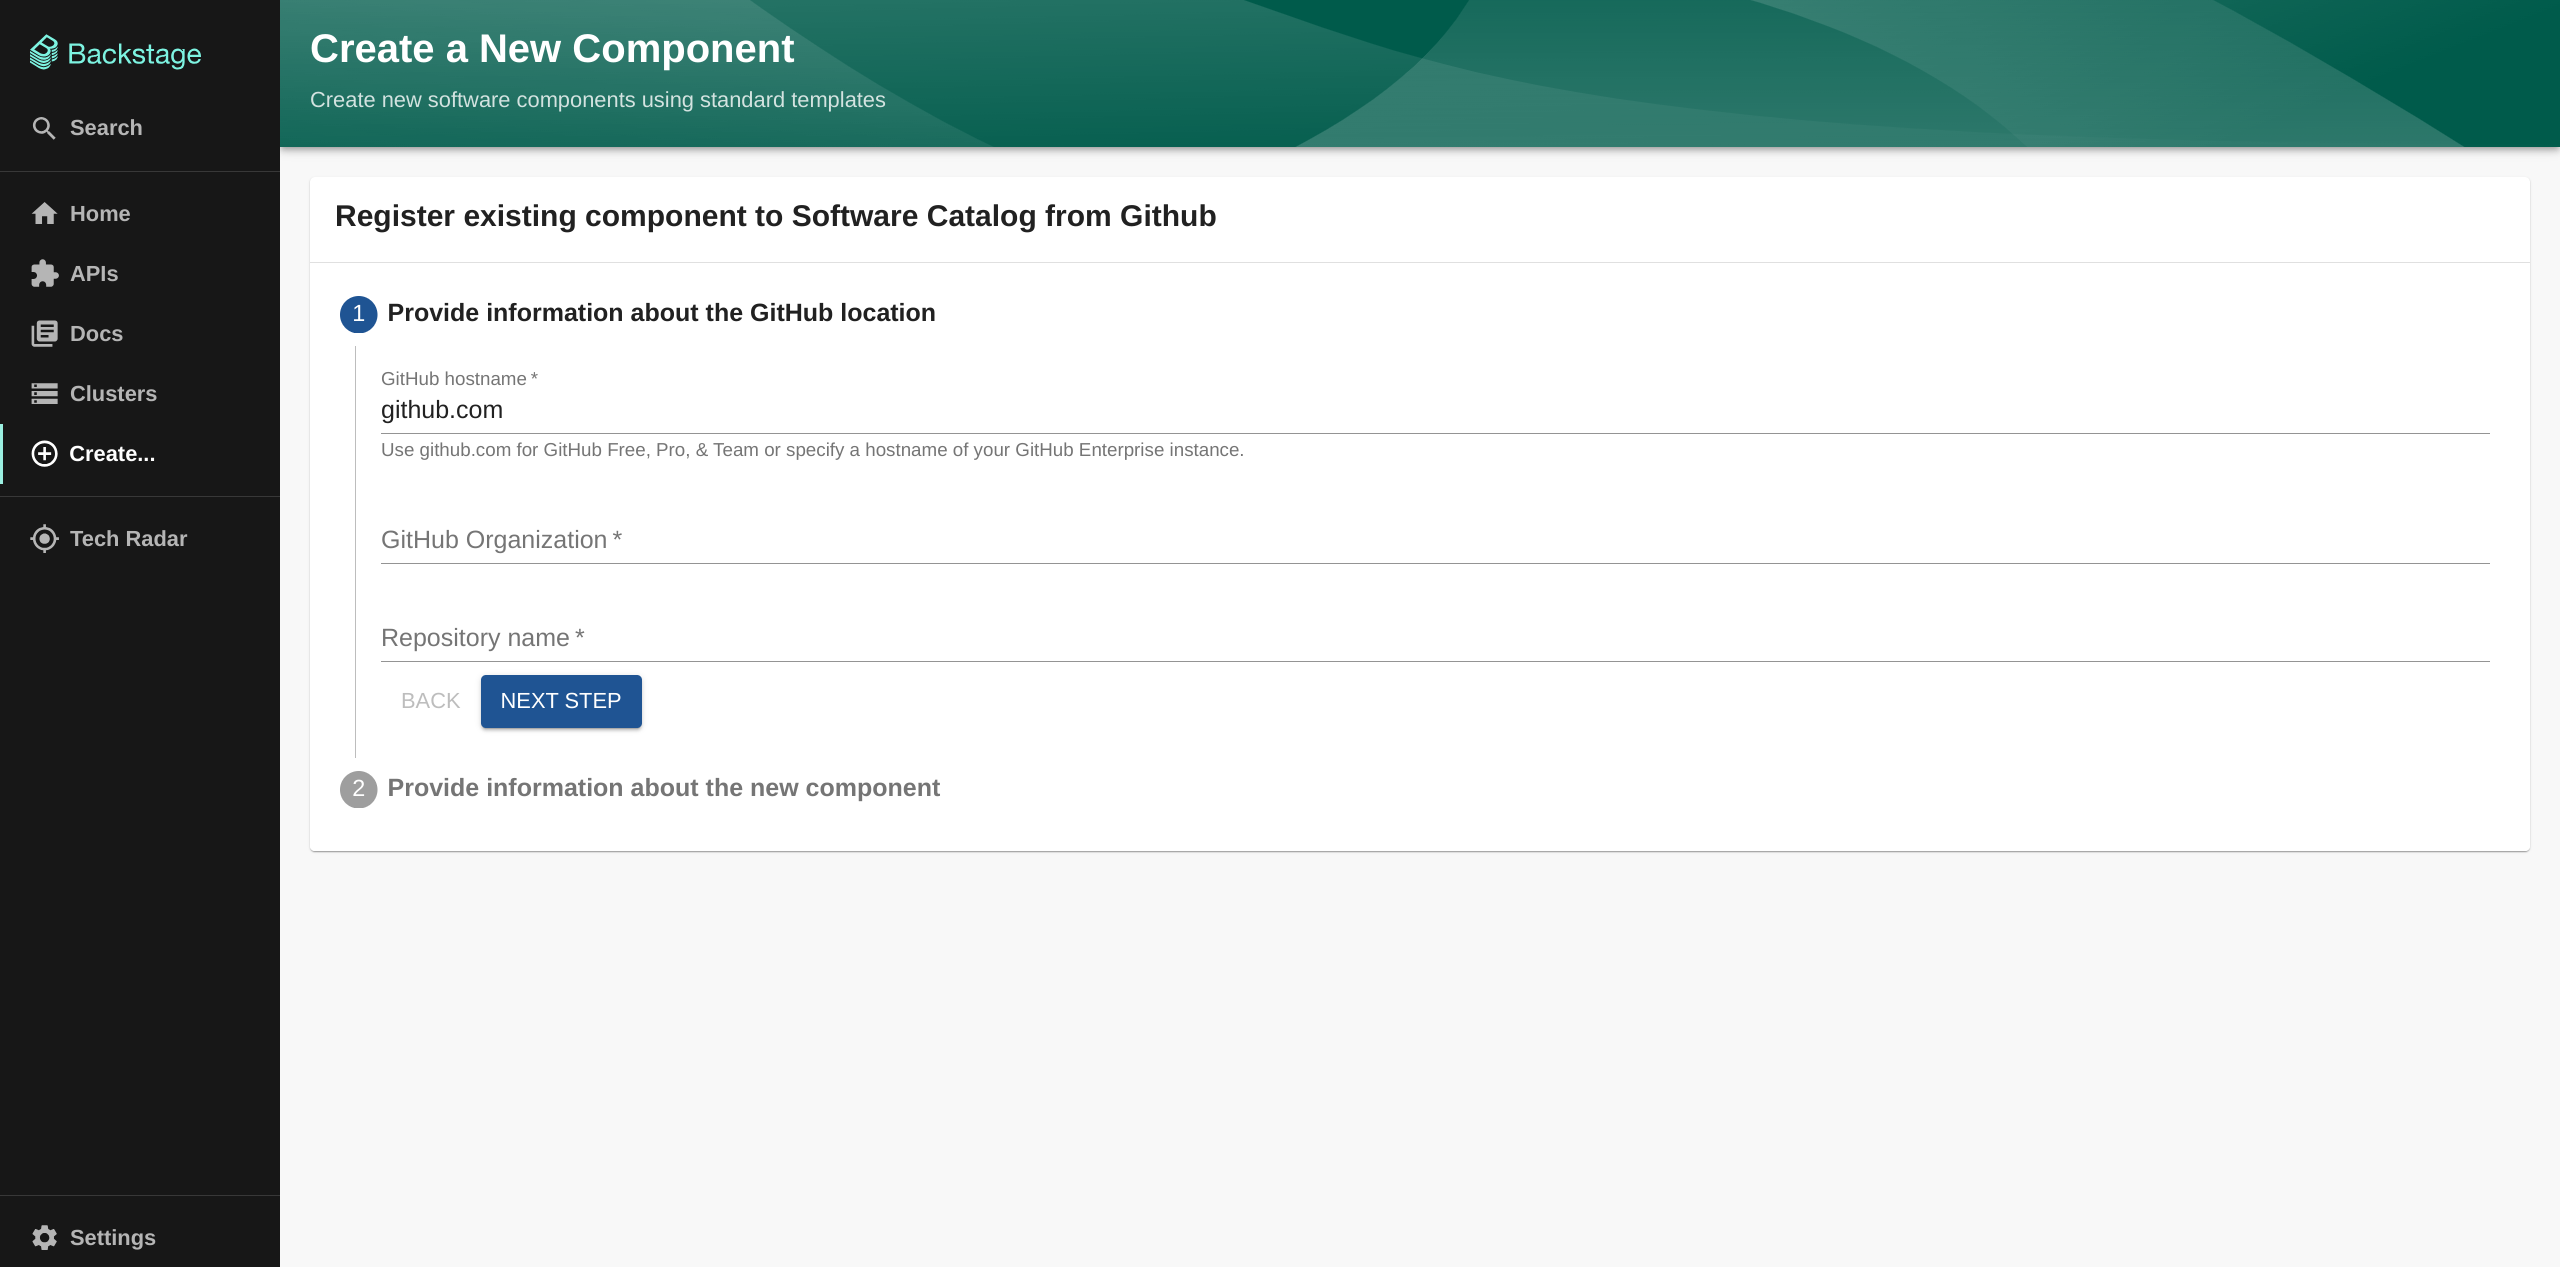 Backstage
Search
Home
APIs
Docs
Clusters
Create...
Tech Radar
Settings
Create a New Component
Create new software components using standard templates
Register existing component to Software Catalog from Github
1 Provide information about the GitHub location
GitHub hostname *
github.com
Use github.com for GitHub Free, Pro, & Team or specify a hostname of your GitHub Enterprise instance.
GitHub Organization *
Repository name *
BACK NEXT STEP
2 Provide information about the new component